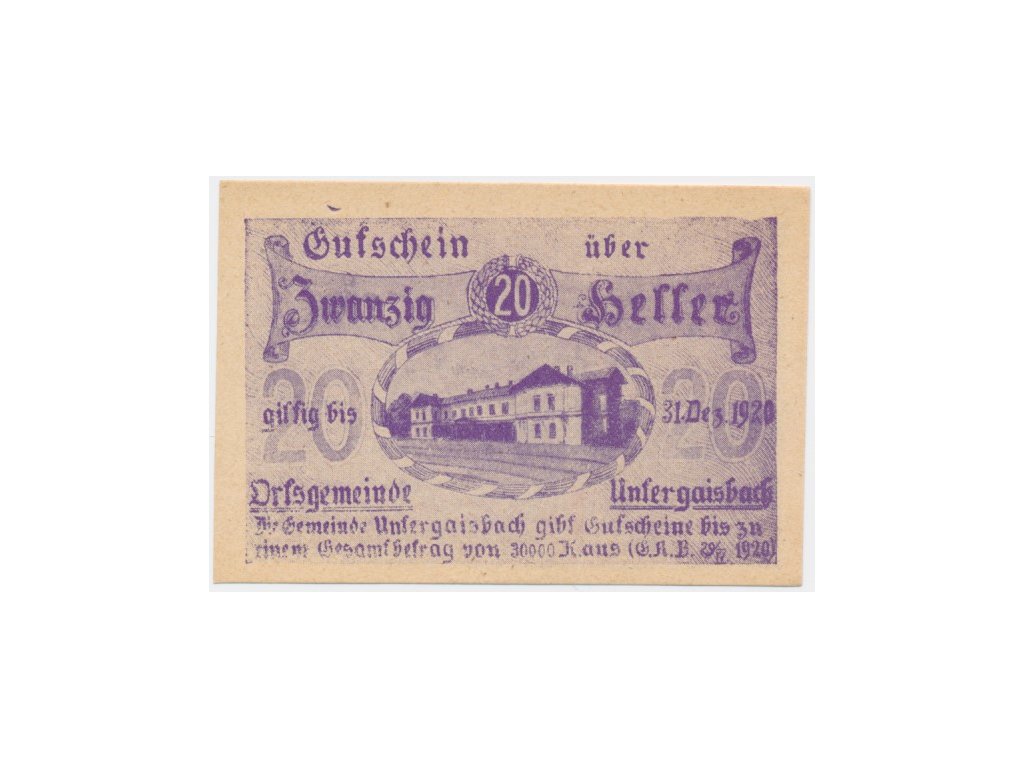 Gutschein über
Zwanzig 20 Heller
20 20
giltig bis 31. Dez. 1920
Ortsgemeinde Untergaisbach
Die Gemeinde Untergaisbach gibt Gutscheine bis zu
einem Gesamtbetrag von 30000 K aus (G.R.B. 1920)